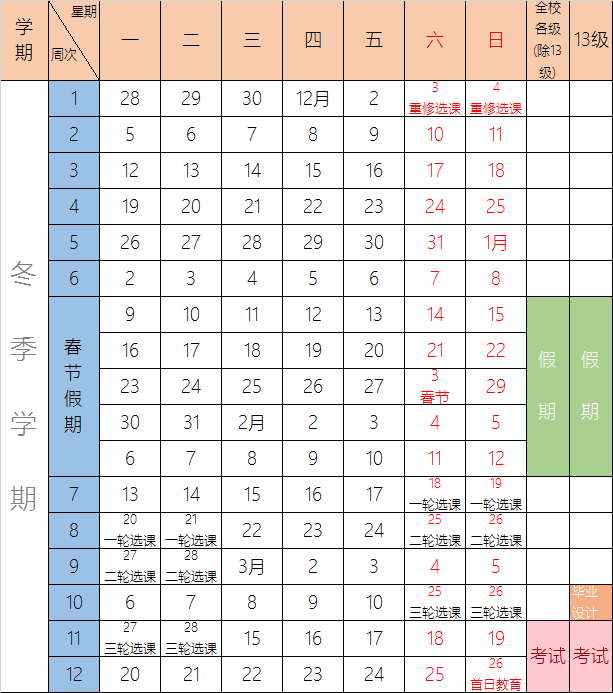 学期 星期 周次 一 二 三 四 五 六 日 全校各级(除13级) 13级
冬季学期
1 28 29 30 12月 2 3 重修选课 4 重修选课
2 5 6 7 8 9 10 11
3 12 13 14 15 16 17 18
4 19 20 21 22 23 24 25
5 26 27 28 29 30 31 1月
6 2 3 4 5 6 7 8
春节假期 9 10 11 12 13 14 15 假期 假期
16 17 18 19 20 21 22
23 24 25 26 27 3 春节 29
30 31 2月 2 3 4 5
6 7 8 9 10 11 12
7 13 14 15 16 17 18 一轮选课 19 一轮选课
8 20 一轮选课 21 一轮选课 22 23 24 25 二轮选课 26 二轮选课
9 27 二轮选课 28 二轮选课 3月 2 3 4 5
10 6 7 8 9 10 25 三轮选课 26 三轮选课 毕业设计
11 27 三轮选课 28 三轮选课 15 16 17 18 19 考试 考试
12 20 21 22 23 24 25 26 首日教育